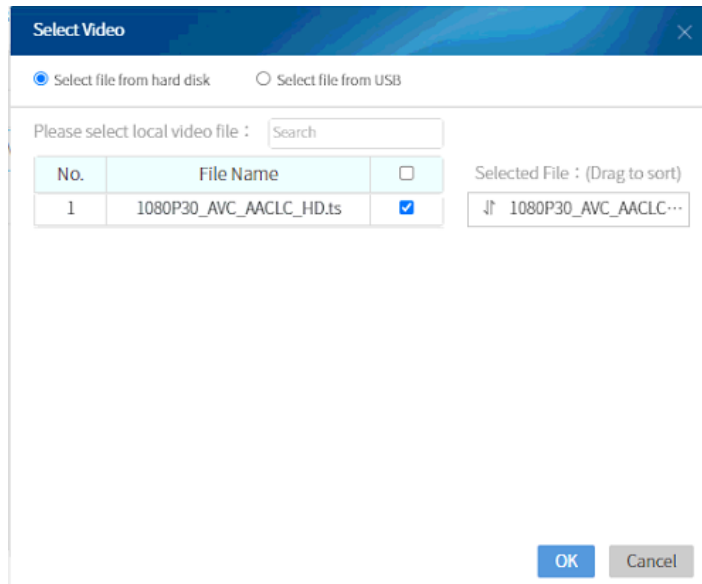 Select Video
Select file from hard disk Select file from USB
Please select local video file： Search
No. File Name Selected File：(Drag to sort)
1 1080P30_AVC_AACLC_HD.ts 1080P30_AVC_AACLC···
OK Cancel